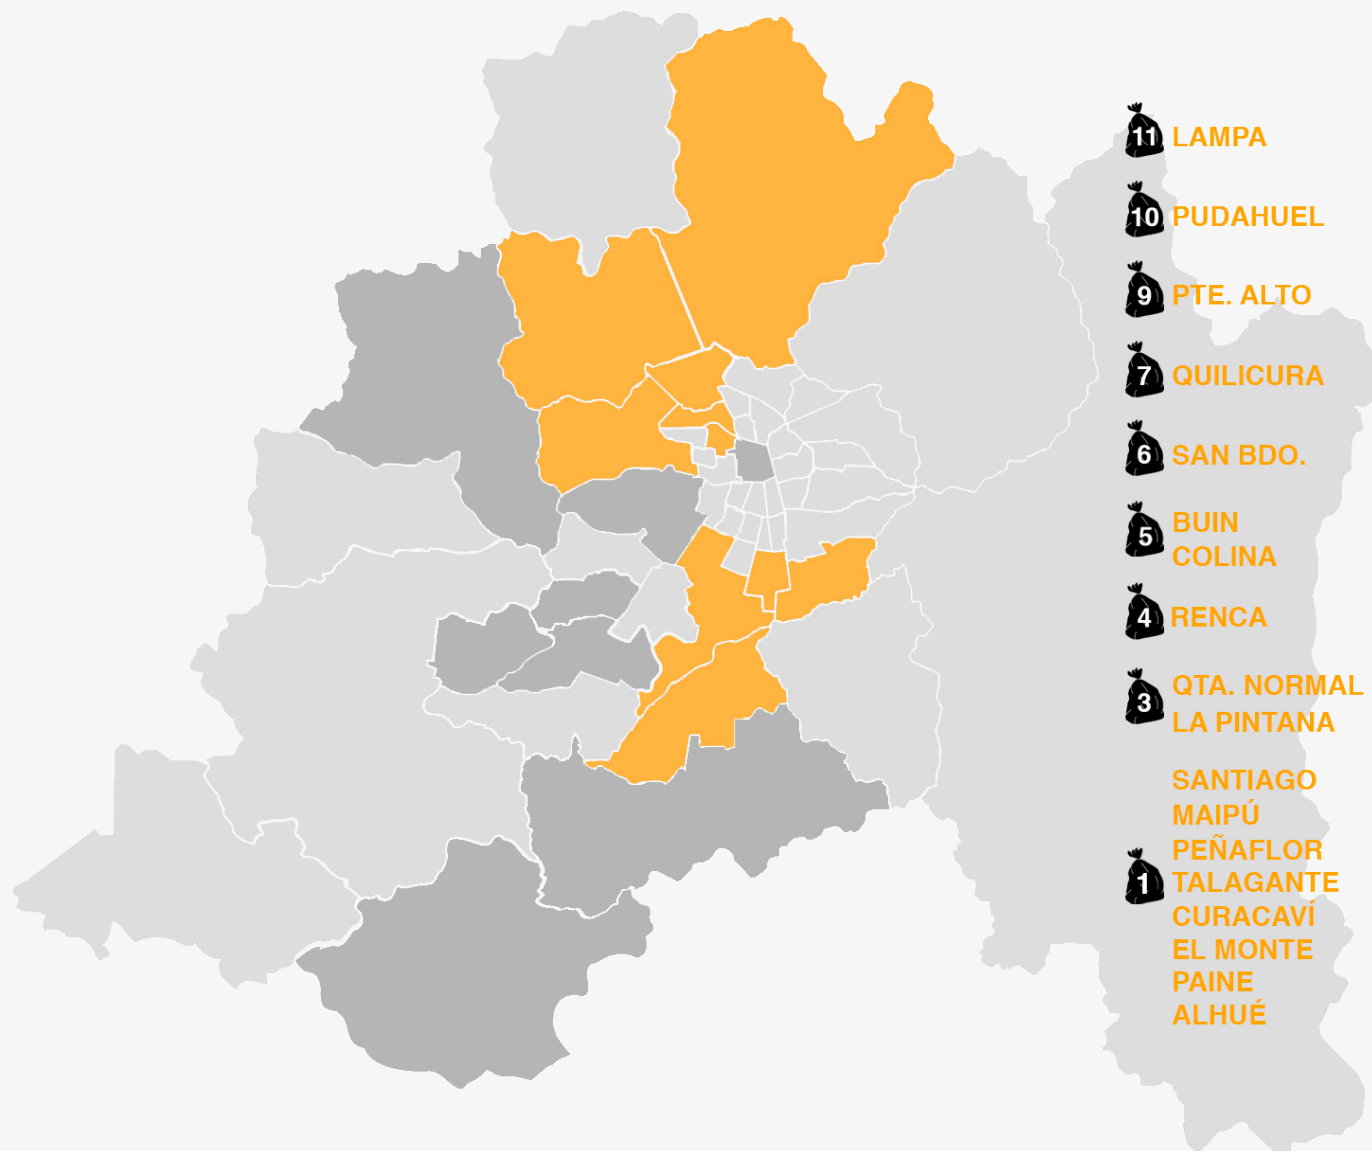 11 LAMPA
10 PUDAHUEL
9 PTE. ALTO
7 QUILICURA
6 SAN BDO.
5 BUIN
COLINA
4 RENCA
3 QTA. NORMAL
LA PINTANA
1 SANTIAGO
MAIPÚ
PEÑAFLOR
TALAGANTE
CURACAVÍ
EL MONTE
PAINE
ALHUÉ